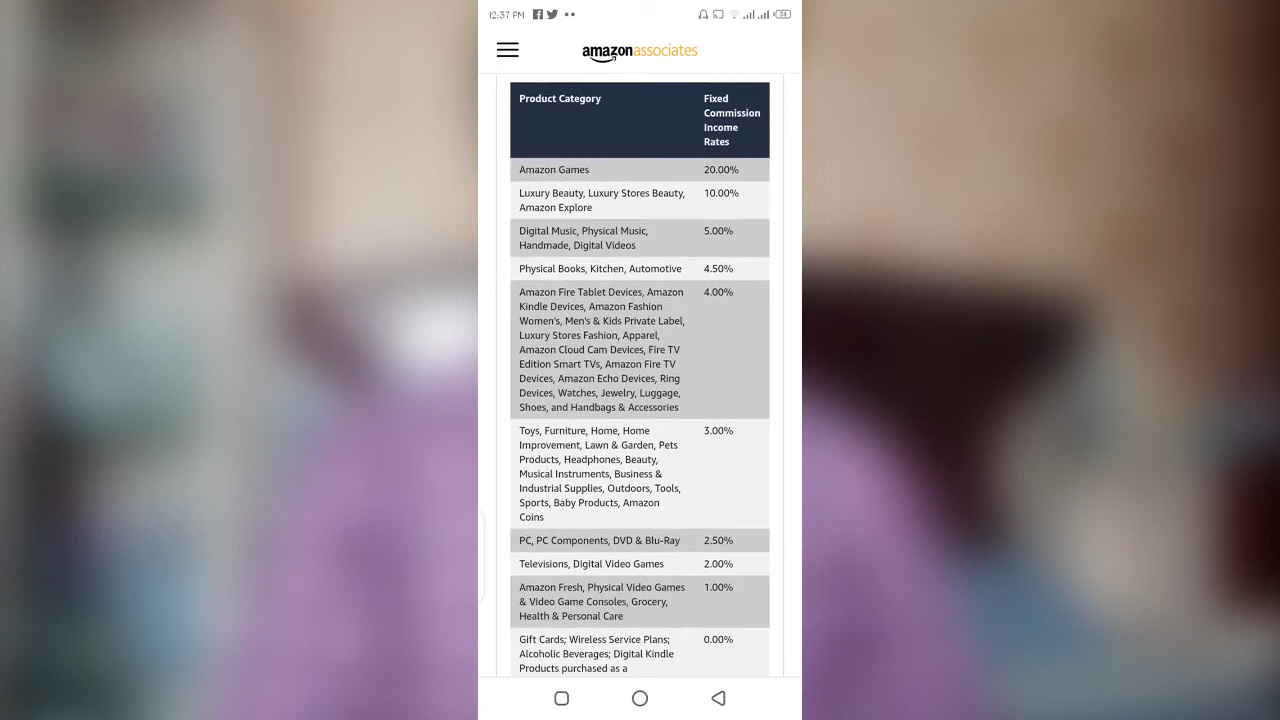 12:37 PM
34
amazonassociates
Product Category
Fixed
Commission
Income
Rates
Amazon Games
20.00%
Luxury Beauty, Luxury Stores Beauty,
Amazon Explore
10.00%
Digital Music, Physical Music,
Handmade, Digital Videos
5.00%
Physical Books, Kitchen, Automotive
4.50%
Amazon Fire Tablet Devices, Amazon
Kindle Devices, Amazon Fashion
Women's, Men's & Kids Private Label,
Luxury Stores Fashion, Apparel,
Amazon Cloud Cam Devices, Fire TV
Edition Smart TVs, Amazon Fire TV
Devices, Amazon Echo Devices, Ring
Devices, Watches, Jewelry, Luggage,
Shoes, and Handbags & Accessories
4.00%
Toys, Furniture, Home, Home
Improvement, Lawn & Garden, Pets
Products, Headphones, Beauty,
Musical Instruments, Business &
Industrial Supplies, Outdoors, Tools,
Sports, Baby Products, Amazon
Coins
3.00%
PC, PC Components, DVD & Blu-Ray
2.50%
Televisions, Digital Video Games
2.00%
Amazon Fresh, Physical Video Games
& Video Game Consoles, Grocery,
Health & Personal Care
1.00%
Gift Cards; Wireless Service Plans;
Alcoholic Beverages; Digital Kindle
Products purchased as a
0.00%